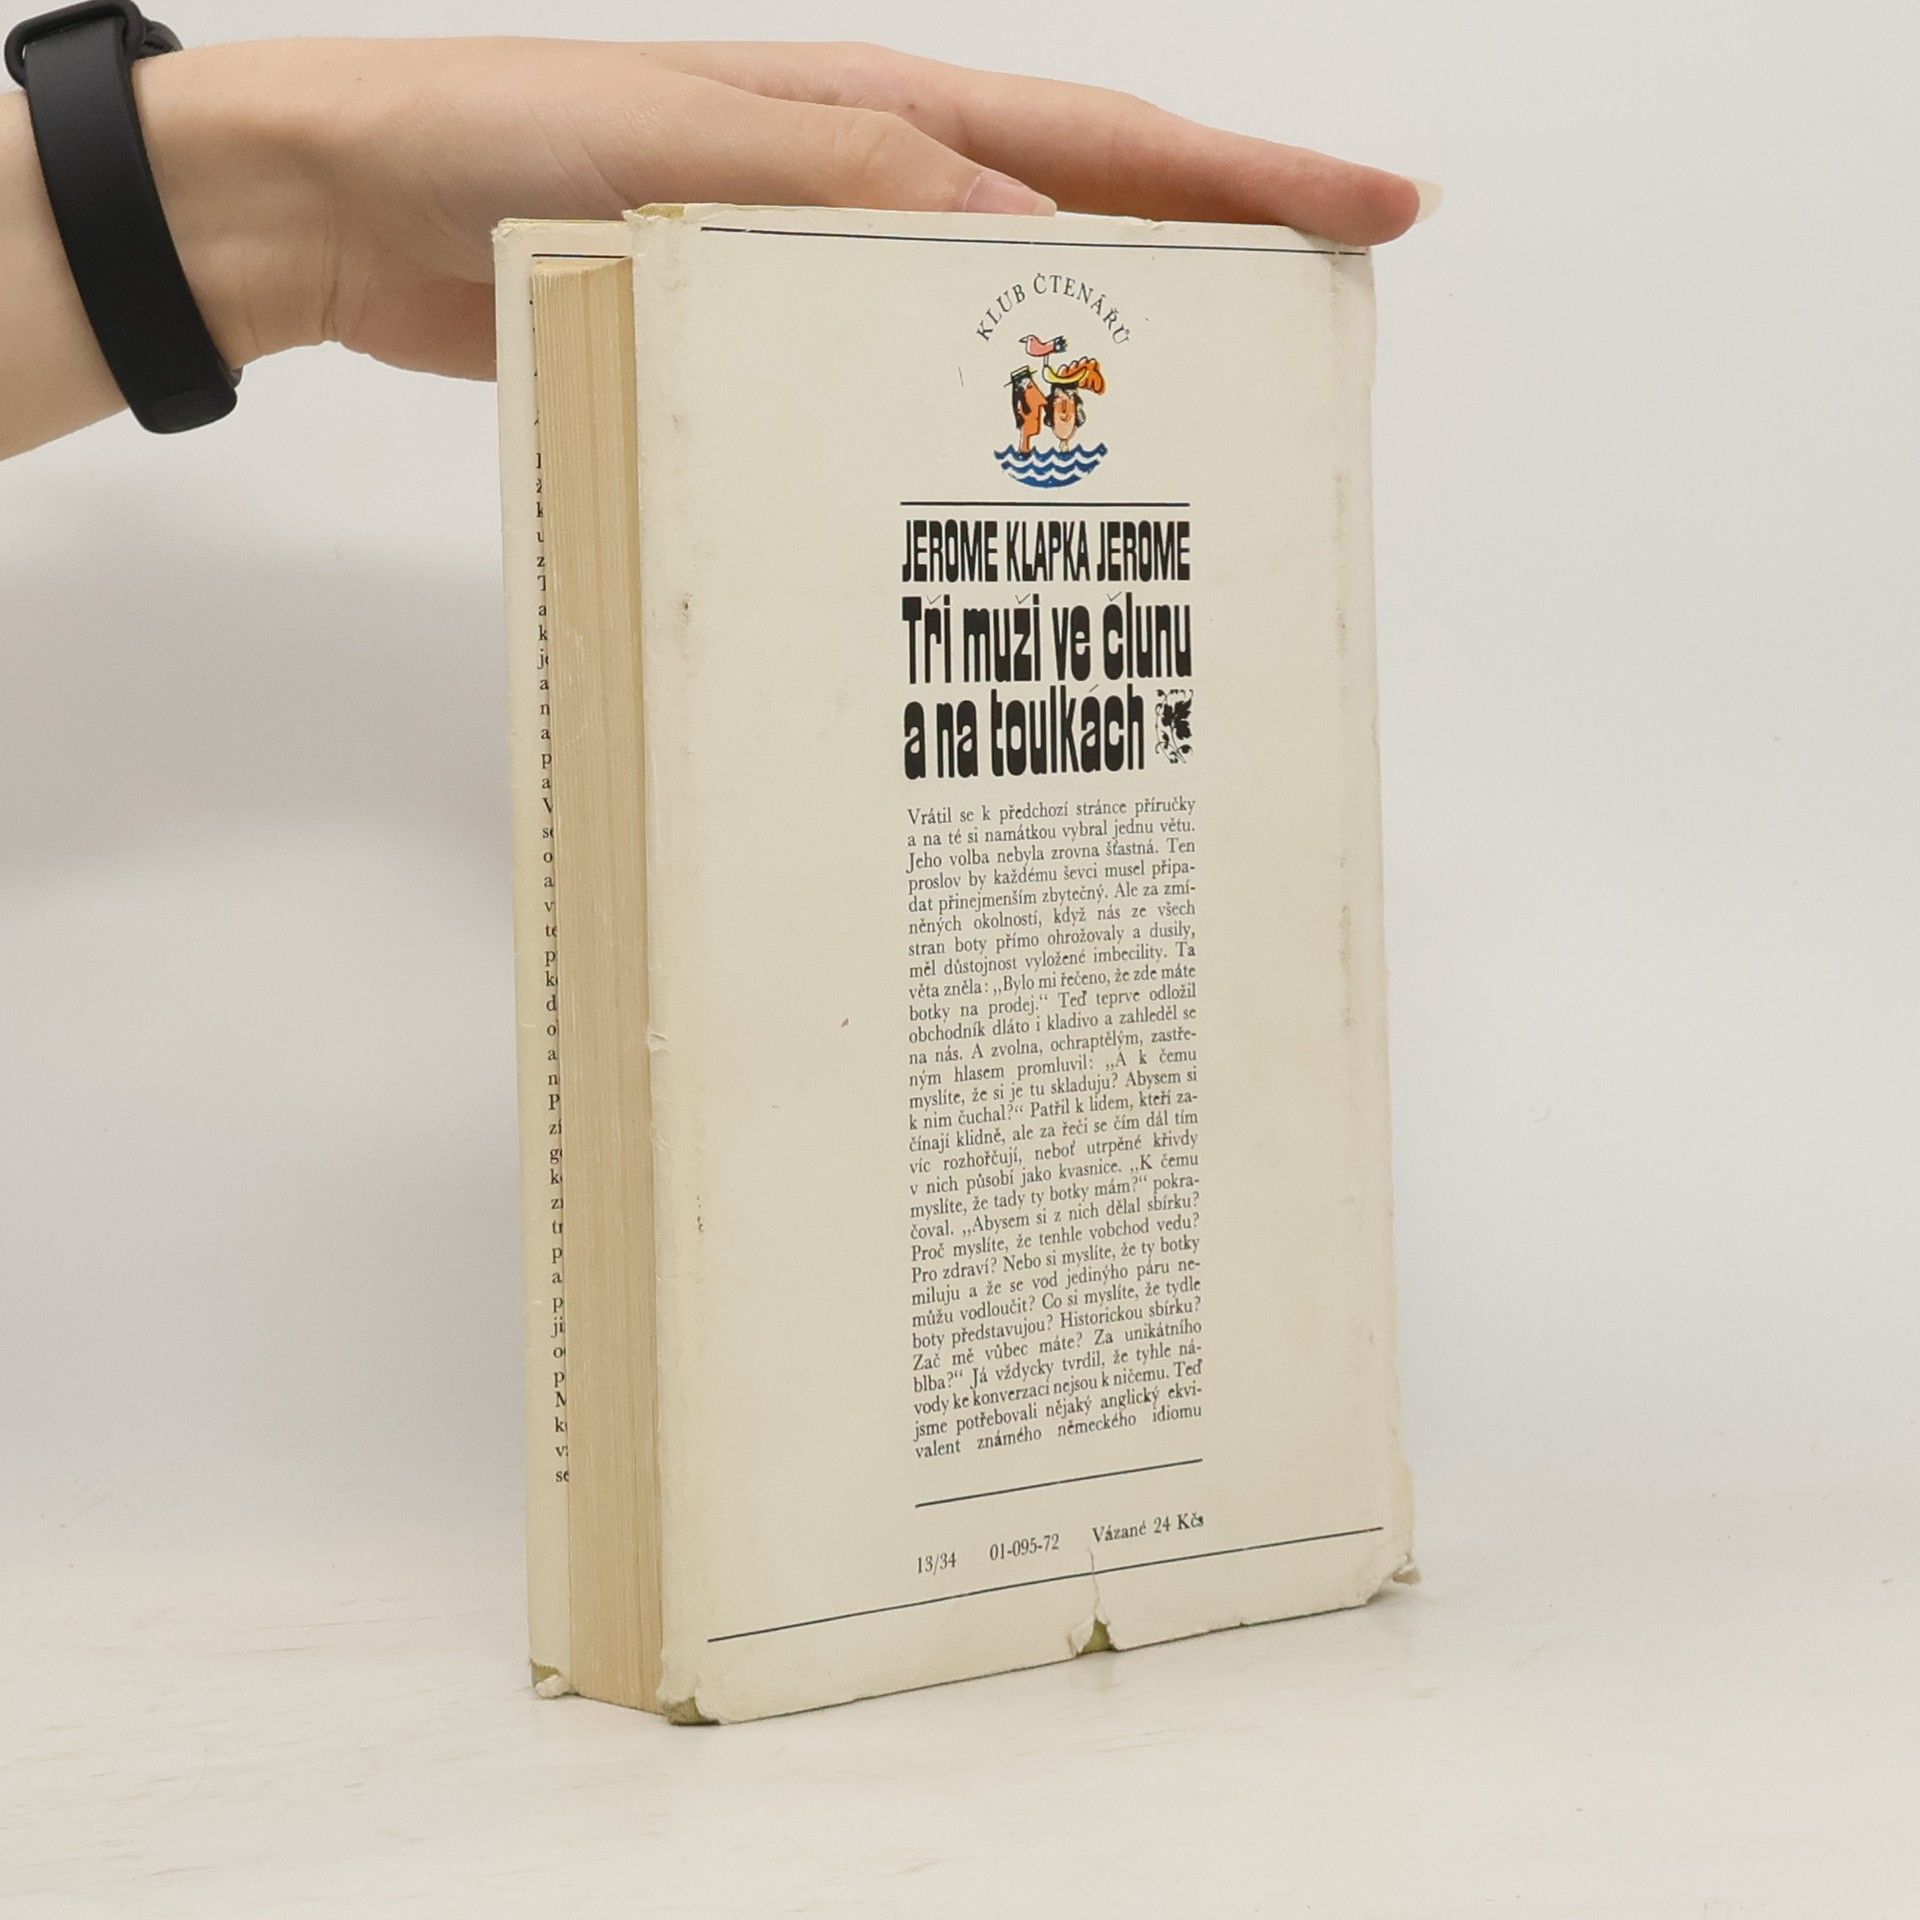 KLUB ČTENÁŘŮ
JEROME KLAPKA JEROME
Tři muži ve člunu
a na toulkách
Vrátil se k předchozí stránce příručky
a na té si namátkou vybral jednu větu.
Jeho volba nebyla zrovna šťastná. Ten
proslov by každému ševci musel připa-
dat přinejmenším zbytečný. Ale za zmí-
něných okolností, když nás ze všech
stran boty přímo ohrožovaly a dusily,
měl důstojnost vyložené imbecility. Ta
věta zněla: „Bylo mi řečeno, že zde máte
botky na prodej.“ Teď teprve odložil
obchodník dláto i kladivo a zahleděl se
na nás. A zvolna, ochraptělým, zastře-
ným hlasem promluvil: „A k čemu
myslíte, že si je tu skladuju? Abysem si
k nim čuchal?“ Patřil k lidem, kteří za-
čínají klidně, ale za řeči se čím dál tím
víc rozhořčují, neboť utrpěné křivdy
v nich působí jako kvasnice. „K čemu
myslíte, že tady ty botky mám?“ pokra-
čoval. „Abysem si z nich dělal sbírku?
Proč myslíte, že tenhle vobchod vedu?
Pro zdraví? Nebo si myslíte, že ty botky
miluju a že se vod jedinýho páru ne-
můžu vodloučit? Co si myslíte, že tydle
boty představujou? Historickou sbírku?
Zač mě vůbec máte? Za unikátního
blba?“ Já vždycky tvrdil, že tyhle ná-
vody ke konverzaci nejsou k ničemu. Teď
jsme potřebovali nějaký anglický ekvi-
valent známého německého idiomu
13/34 01-095-72 Vázané 24 Kčs